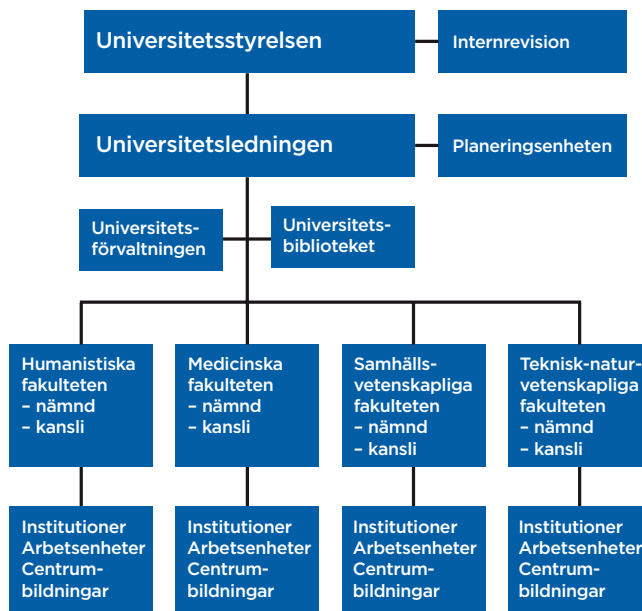 Universitetsstyrelsen
Internrevision
Universitetsledningen
Planeringsenheten
Universitets-
förvaltningen
Universitets-
biblioteket
Humanistiska
fakulteten
– nämnd
– kansli
Medicinska
fakulteten
– nämnd
– kansli
Samhälls-
vetenskapliga
fakulteten
– nämnd
– kansli
Teknisk-natur-
vetenskapliga
fakulteten
– nämnd
– kansli
Institutioner
Arbetsenheter
Centrum-
bildningar
Institutioner
Arbetsenheter
Centrum-
bildningar
Institutioner
Arbetsenheter
Centrum-
bildningar
Institutioner
Arbetsenheter
Centrum-
bildningar